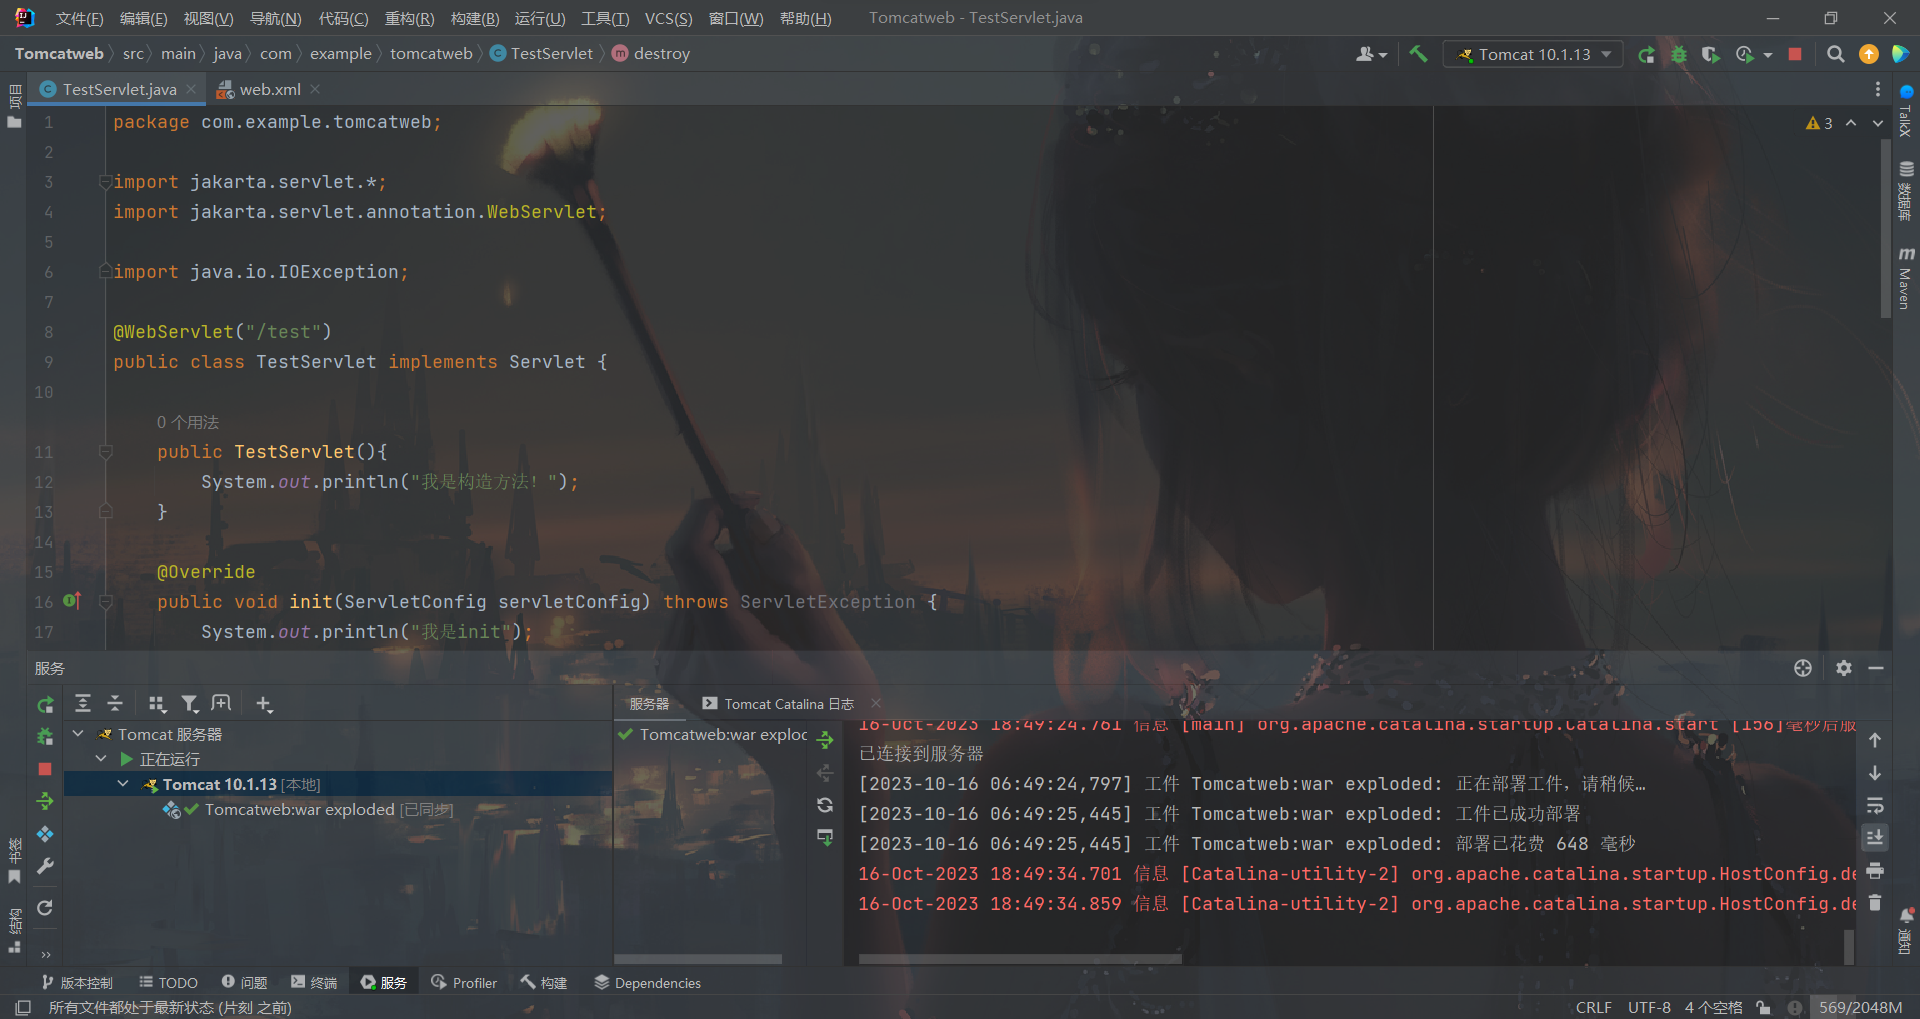 文件(F) 编辑(E) 视图(V) 导航(N) 代码(C) 重构(R) 构建(B) 运行(U) 工具(T) VCS(S) 窗口(W) 帮助(H) Tomcatweb - TestServlet.java
Tomcatweb src main java com example tomcatweb TestServlet destroy Tomcat 10.1.13
TestServlet.java web.xml
项目
1 package com.example.tomcatweb;
3
2
3 import jakarta.servlet.*;
4 import jakarta.servlet.annotation.WebServlet;
5
6 import java.io.IOException;
7
8 @WebServlet("/test")
9 public class TestServlet implements Servlet {
10
0 个用法
11 public TestServlet(){
12 System.out.println("我是构造方法! ");
13 }
14
15 @Override
16 public void init(ServletConfig servletConfig) throws ServletException {
17 System.out.println("我是init");
TalkX
数据库
Maven
服务
Tomcat 服务器
正在运行
Tomcat 10.1.13 [本地]
Tomcatweb:war exploded [已同步]
服务器 Tomcat Catalina 日志
Tomcatweb:war exploc
16-Oct-2023 18:49:24.761 信息 [main] org.apache.catalina.startup.Catalina.start [156]毫秒后服
已连接到服务器
[2023-10-16 06:49:24,797] 工件 Tomcatweb:war exploded: 正在部署工件，请稍候…
[2023-10-16 06:49:25,445] 工件 Tomcatweb:war exploded: 工件已成功部署
[2023-10-16 06:49:25,445] 工件 Tomcatweb:war exploded: 部署已花费 648 毫秒
16-Oct-2023 18:49:34.701 信息 [Catalina-utility-2] org.apache.catalina.startup.HostConfig.de
16-Oct-2023 18:49:34.859 信息 [Catalina-utility-2] org.apache.catalina.startup.HostConfig.de
书签
结构
通知
版本控制 TODO 问题 终端 服务 Profiler 构建 Dependencies
所有文件都处于最新状态 (片刻 之前) CRLF UTF-8 4 个空格 569/2048M